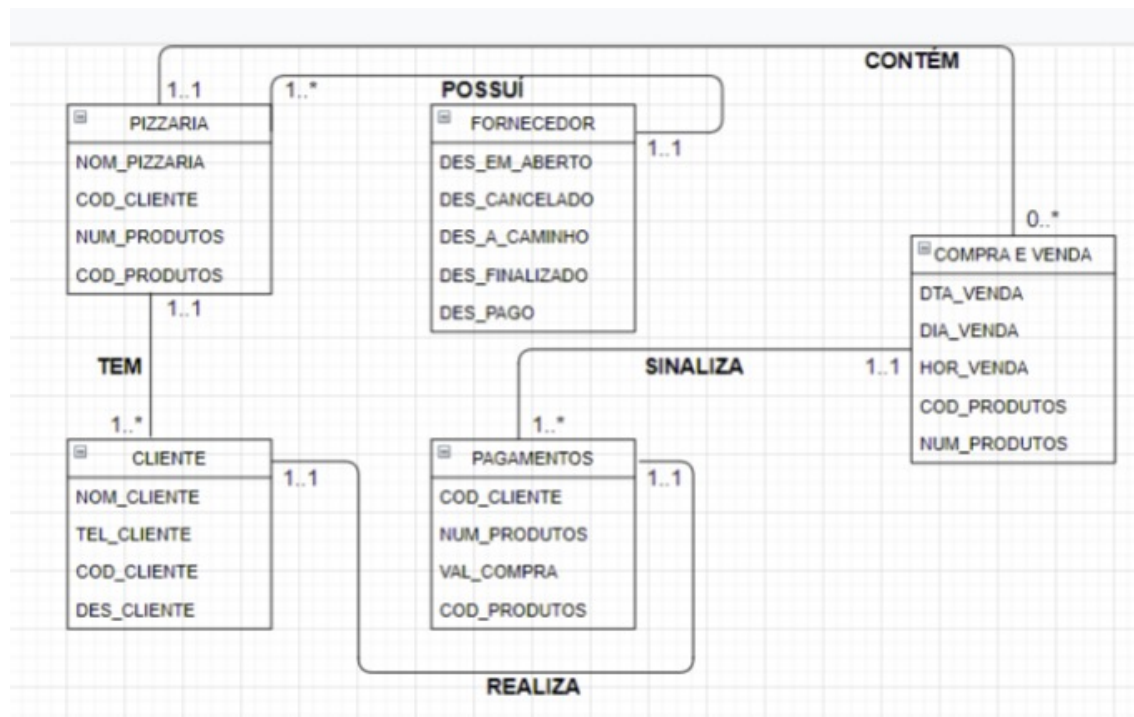 CONTÉM
1..1
1..*
POSSUÍ
PIZZARIA
NOM_PIZZARIA
COD_CLIENTE
NUM_PRODUTOS
COD_PRODUTOS
FORNECEDOR
DES_EM_ABERTO
DES_CANCELADO
DES_A_CAMINHO
DES_FINALIZADO
DES_PAGO
1..1
0..*
COMPRA E VENDA
DTA_VENDA
DIA_VENDA
HOR_VENDA
COD_PRODUTOS
NUM_PRODUTOS
1..1
TEM
1..*
SINALIZA
1..1
1..*
CLIENTE
NOM_CLIENTE
TEL_CLIENTE
COD_CLIENTE
DES_CLIENTE
1..1
PAGAMENTOS
COD_CLIENTE
NUM_PRODUTOS
VAL_COMPRA
COD_PRODUTOS
1..1
REALIZA